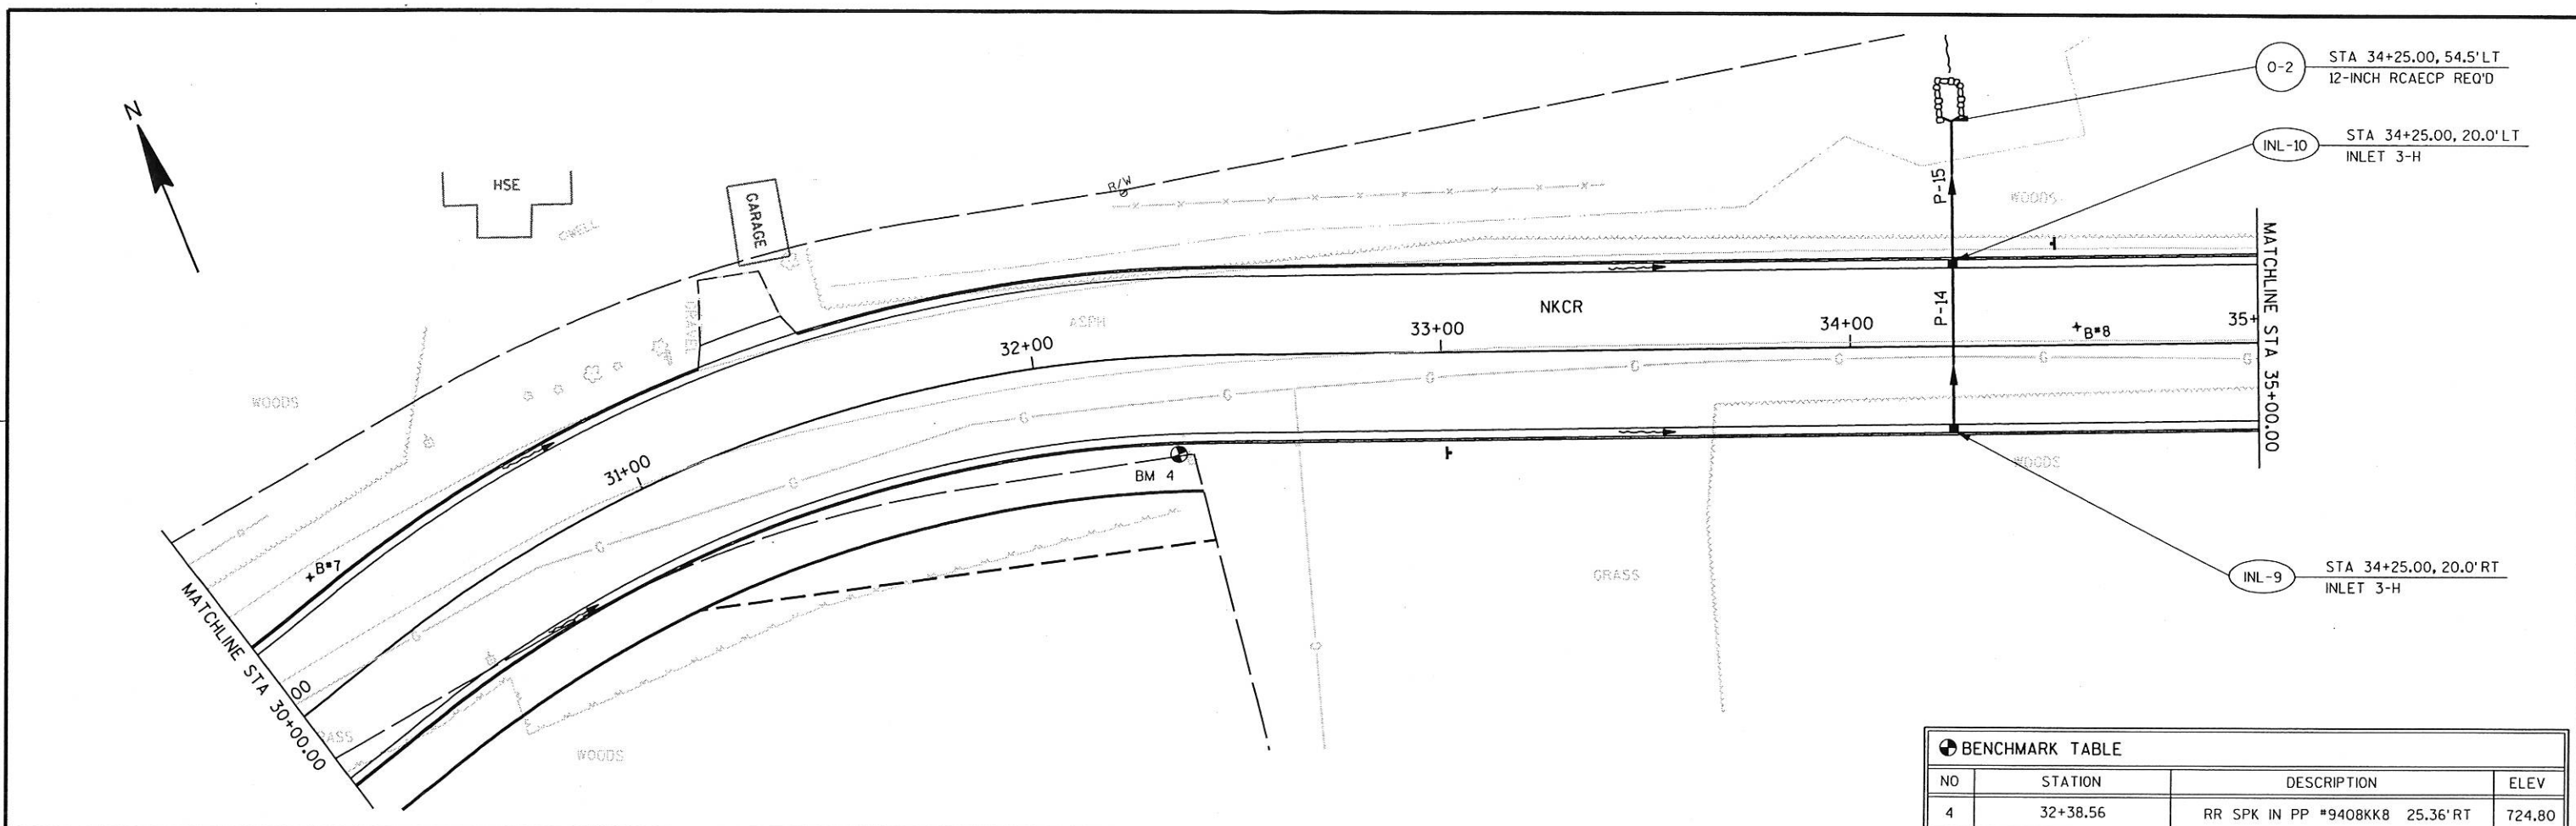 N
HSE
DWELL
GARAGE
GRAVEL
WOODS
ASPH
R/W
NKCR
31+00
32+00
33+00
34+00
35+
G
G
G
G
G
G
G
G
G
G
B#7
B#8
BM 4
P-15
P-14
WOODS
WOODS
WOODS
GRASS
RASS
00
MATCHLINE STA 30+00.00
MATCHLINE STA 35+00.00
O-2
STA 34+25.00, 54.5'LT
12-INCH RCAECP REQ'D
INL-10
STA 34+25.00, 20.0'LT
INLET 3-H
INL-9
STA 34+25.00, 20.0'RT
INLET 3-H
BENCHMARK TABLE
NO STATION DESCRIPTION ELEV
4 32+38.56 RR SPK IN PP #9408KK8 25.36'RT 724.80